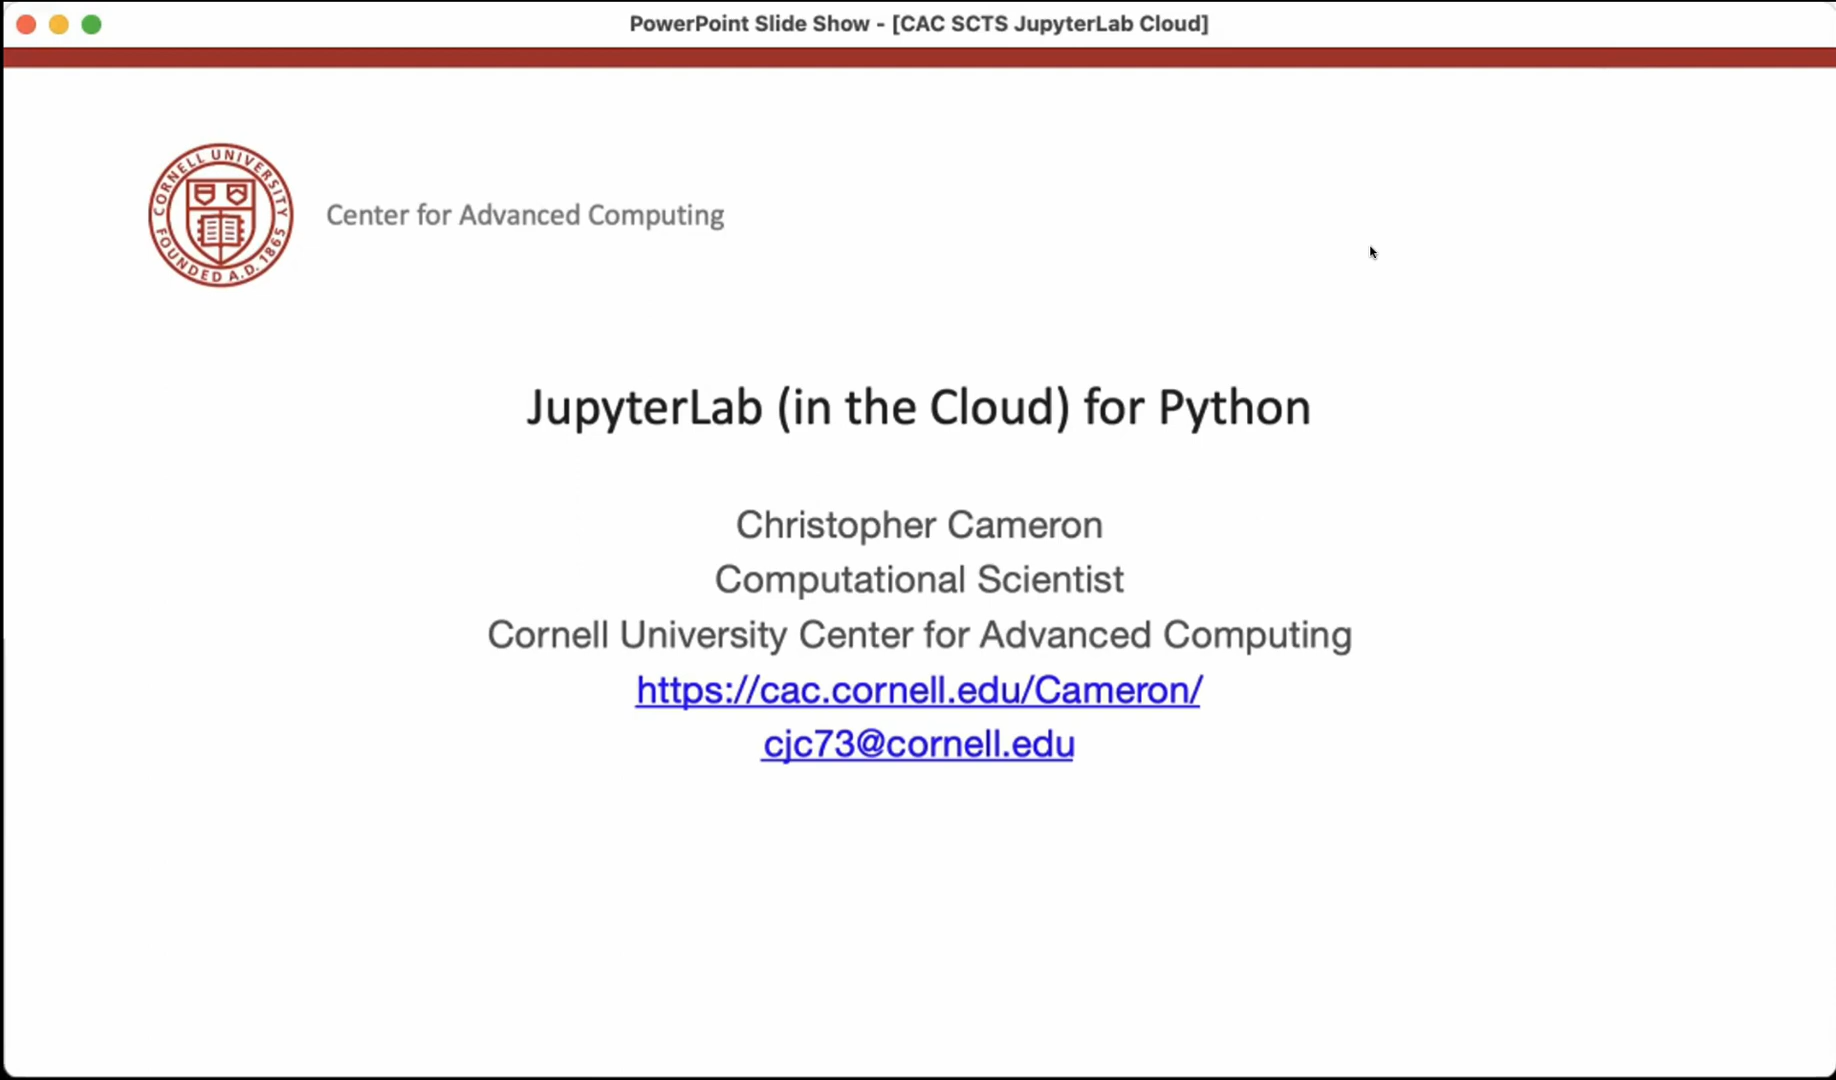 PowerPoint Slide Show - [CAC SCTS JupyterLab Cloud]
CORNELL UNIVERSITY
FOUNDED A.D. 1865
Center for Advanced Computing
JupyterLab (in the Cloud) for Python
Christopher Cameron
Computational Scientist
Cornell University Center for Advanced Computing
https://cac.cornell.edu/Cameron/
cjc73@cornell.edu